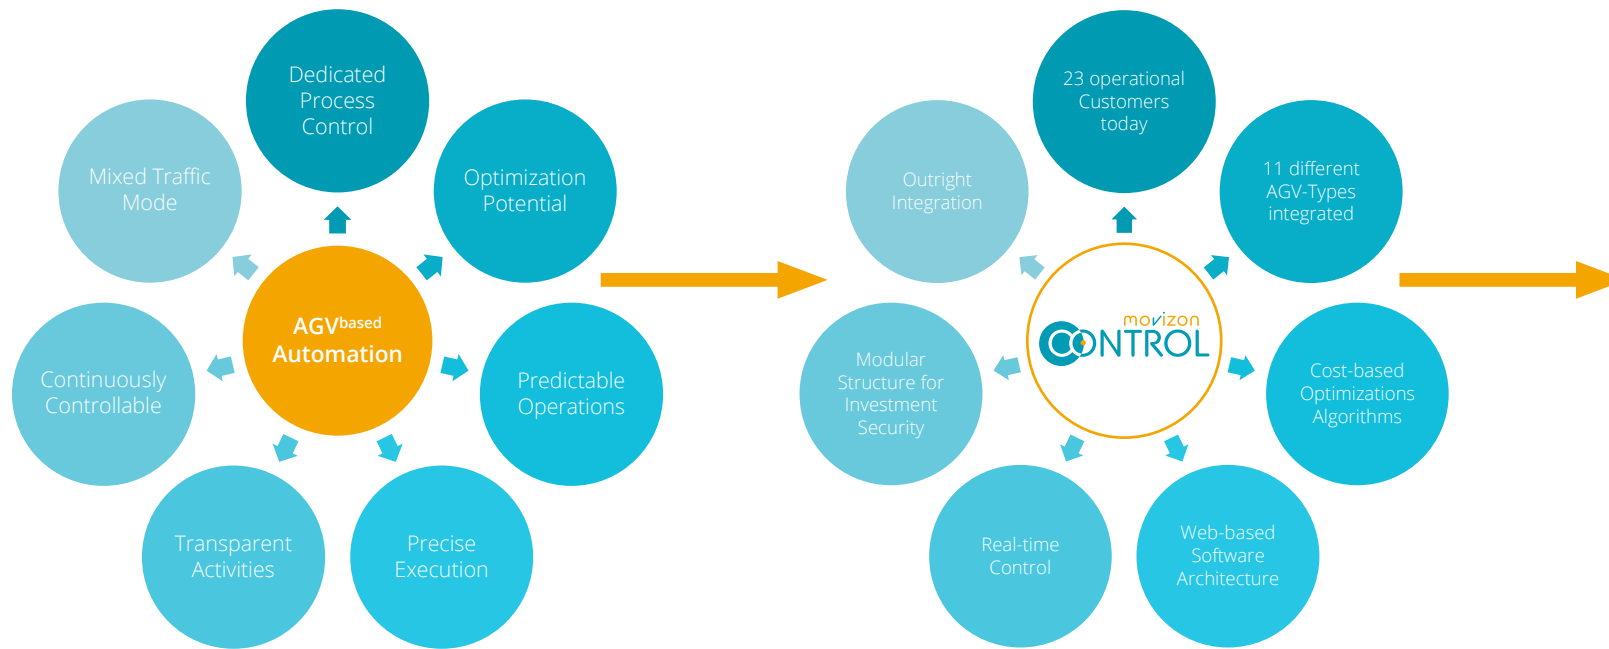 Dedicated
Process
Control
Optimization
Potential
Predictable
Operations
Precise
Execution
Transparent
Activities
Continuously
Controllable
Mixed Traffic
Mode
AGVbased
Automation
23 operational
Customers
today
11 different
AGV-Types
integrated
Cost-based
Optimizations
Algorithms
Web-based
Software
Architecture
Real-time
Control
Modular
Structure for
Investment
Security
Outright
Integration
movizon
CONTROL